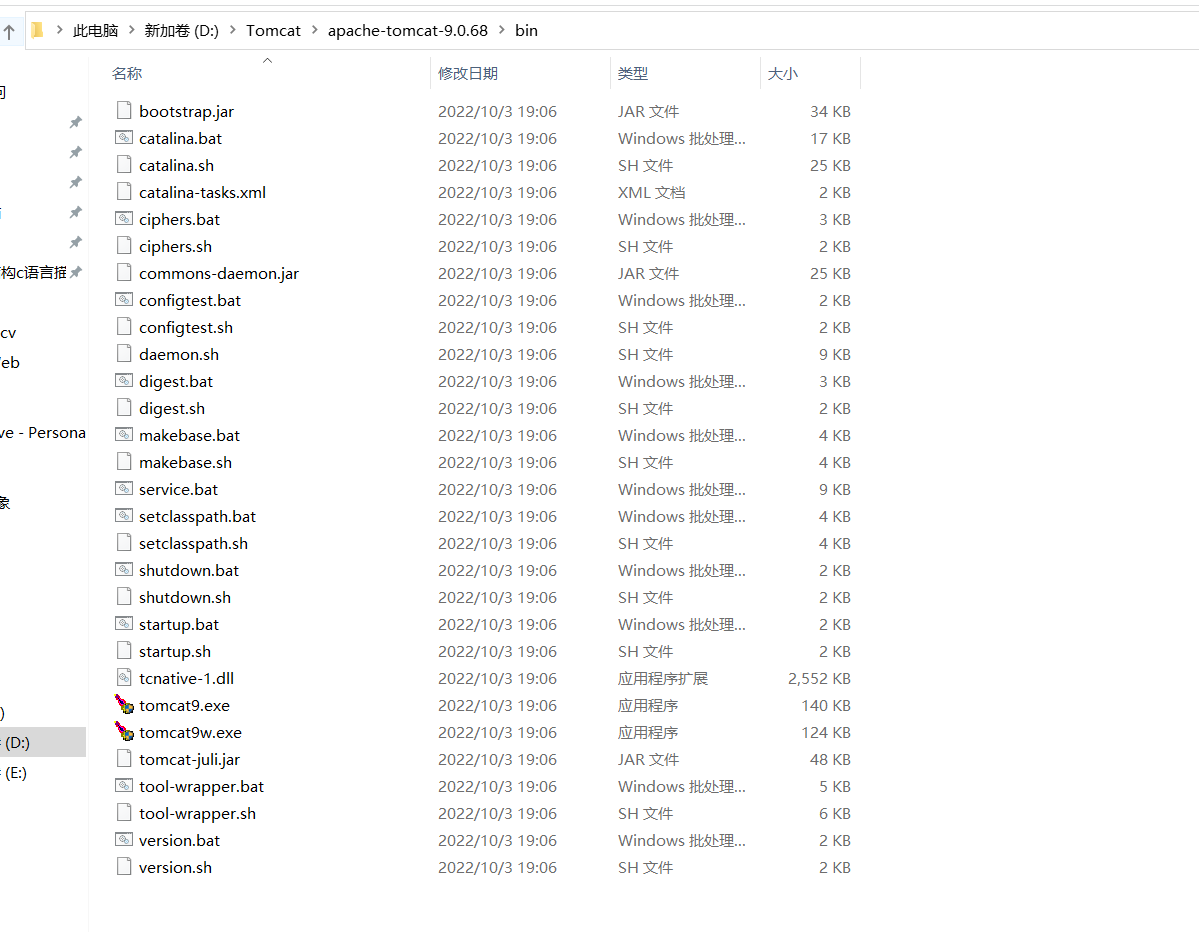 此电脑 新加卷 (D:) Tomcat apache-tomcat-9.0.68 bin
名称 修改日期 类型 大小
bootstrap.jar 2022/10/3 19:06 JAR 文件 34 KB
catalina.bat 2022/10/3 19:06 Windows 批处理... 17 KB
catalina.sh 2022/10/3 19:06 SH 文件 25 KB
catalina-tasks.xml 2022/10/3 19:06 XML 文档 2 KB
ciphers.bat 2022/10/3 19:06 Windows 批处理... 3 KB
ciphers.sh 2022/10/3 19:06 SH 文件 2 KB
构c语言描 commons-daemon.jar 2022/10/3 19:06 JAR 文件 25 KB
configtest.bat 2022/10/3 19:06 Windows 批处理... 2 KB
cv configtest.sh 2022/10/3 19:06 SH 文件 2 KB
eb daemon.sh 2022/10/3 19:06 SH 文件 9 KB
digest.bat 2022/10/3 19:06 Windows 批处理... 3 KB
digest.sh 2022/10/3 19:06 SH 文件 2 KB
ve - Persona makebase.bat 2022/10/3 19:06 Windows 批处理... 4 KB
makebase.sh 2022/10/3 19:06 SH 文件 4 KB
service.bat 2022/10/3 19:06 Windows 批处理... 9 KB
象 setclasspath.bat 2022/10/3 19:06 Windows 批处理... 4 KB
setclasspath.sh 2022/10/3 19:06 SH 文件 4 KB
shutdown.bat 2022/10/3 19:06 Windows 批处理... 2 KB
shutdown.sh 2022/10/3 19:06 SH 文件 2 KB
startup.bat 2022/10/3 19:06 Windows 批处理... 2 KB
startup.sh 2022/10/3 19:06 SH 文件 2 KB
tcnative-1.dll 2022/10/3 19:06 应用程序扩展 2,552 KB
tomcat9.exe 2022/10/3 19:06 应用程序 140 KB
tomcat9w.exe 2022/10/3 19:06 应用程序 124 KB
(D:) tomcat-juli.jar 2022/10/3 19:06 JAR 文件 48 KB
(E:) tool-wrapper.bat 2022/10/3 19:06 Windows 批处理... 5 KB
tool-wrapper.sh 2022/10/3 19:06 SH 文件 6 KB
version.bat 2022/10/3 19:06 Windows 批处理... 2 KB
version.sh 2022/10/3 19:06 SH 文件 2 KB